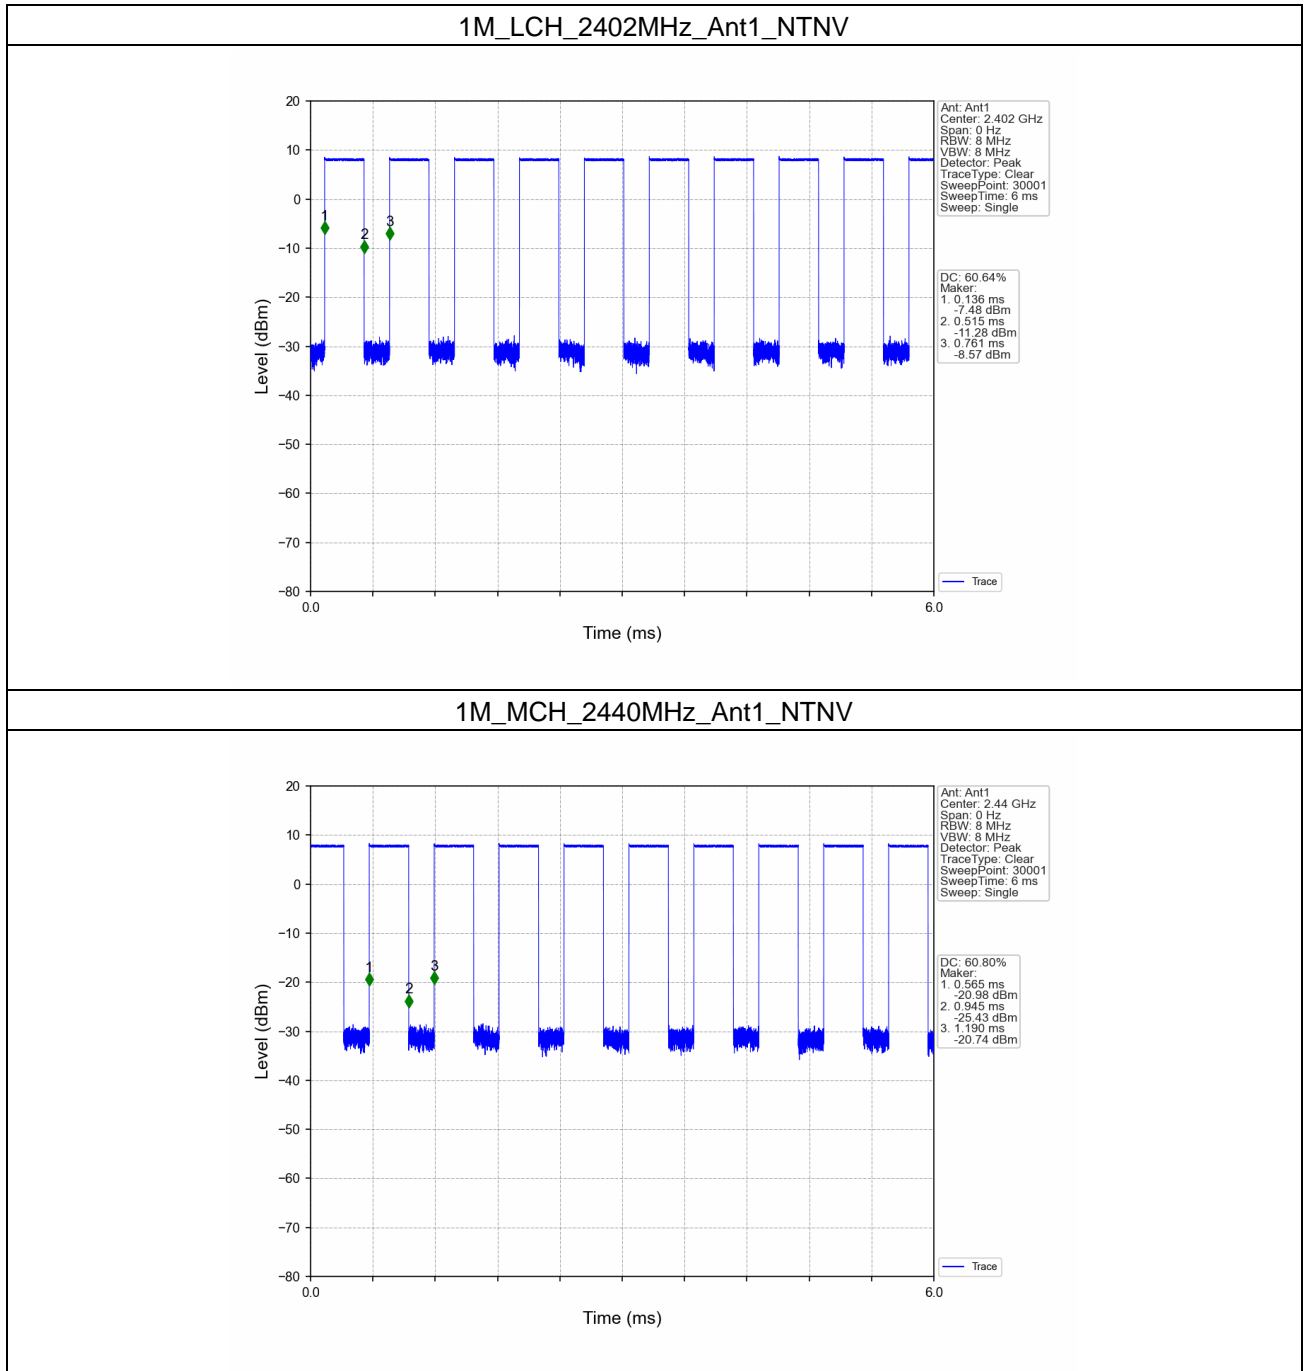 1M_LCH_2402MHz_Ant1_NTNV
20
10
0
−10
−20
−30
−40
−50
−60
−70
−80
Level (dBm)
0.0
6.0
Time (ms)
1
2
3
Ant: Ant1
Center: 2.402 GHz
Span: 0 Hz
RBW: 8 MHz
VBW: 8 MHz
Detector: Peak
TraceType: Clear
SweepPoint: 30001
SweepTime: 6 ms
Sweep: Single
DC: 60.64%
Maker:
1. 0.136 ms
-7.48 dBm
2. 0.515 ms
-11.28 dBm
3. 0.761 ms
-8.57 dBm
Trace
1M_MCH_2440MHz_Ant1_NTNV
20
10
0
−10
−20
−30
−40
−50
−60
−70
−80
Level (dBm)
0.0
6.0
Time (ms)
1
2
3
Ant: Ant1
Center: 2.44 GHz
Span: 0 Hz
RBW: 8 MHz
VBW: 8 MHz
Detector: Peak
TraceType: Clear
SweepPoint: 30001
SweepTime: 6 ms
Sweep: Single
DC: 60.80%
Maker:
1. 0.565 ms
-20.98 dBm
2. 0.945 ms
-25.43 dBm
3. 1.190 ms
-20.74 dBm
Trace